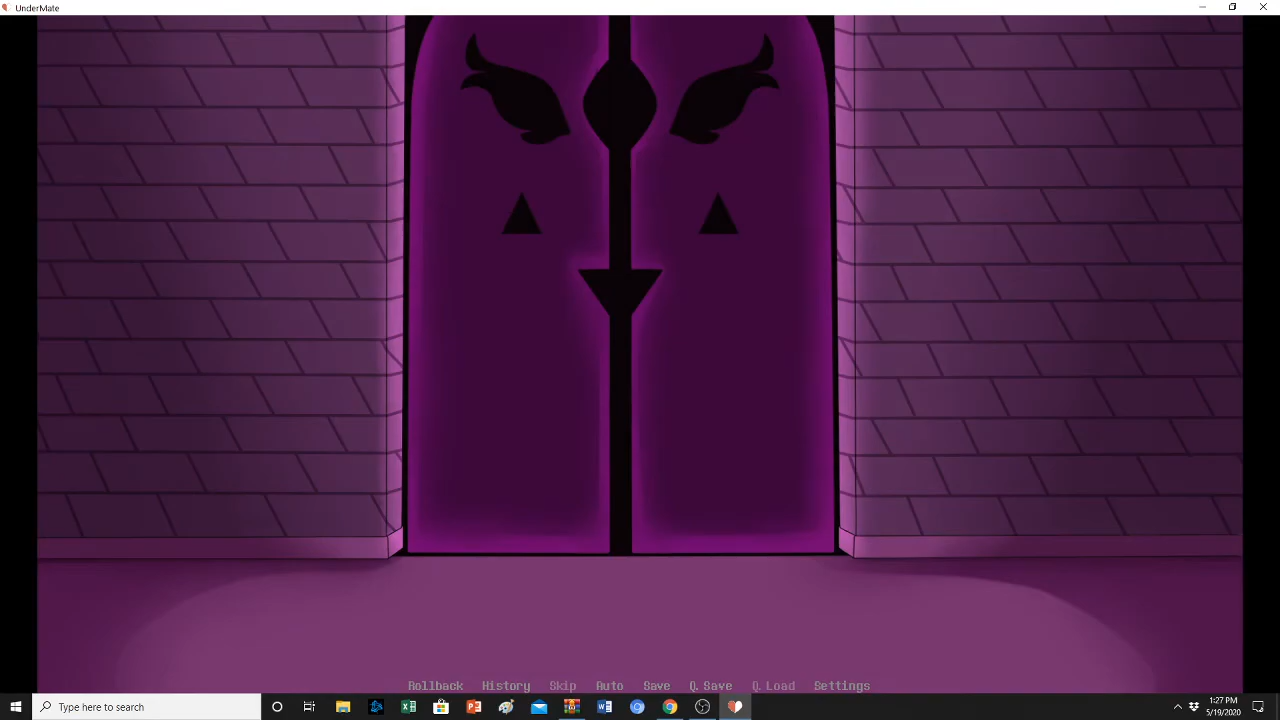 UnderMate
Rollback History Skip Auto Save Q.Save Q.Load Settings
Type here to search
1:27 PM
5/19/2020